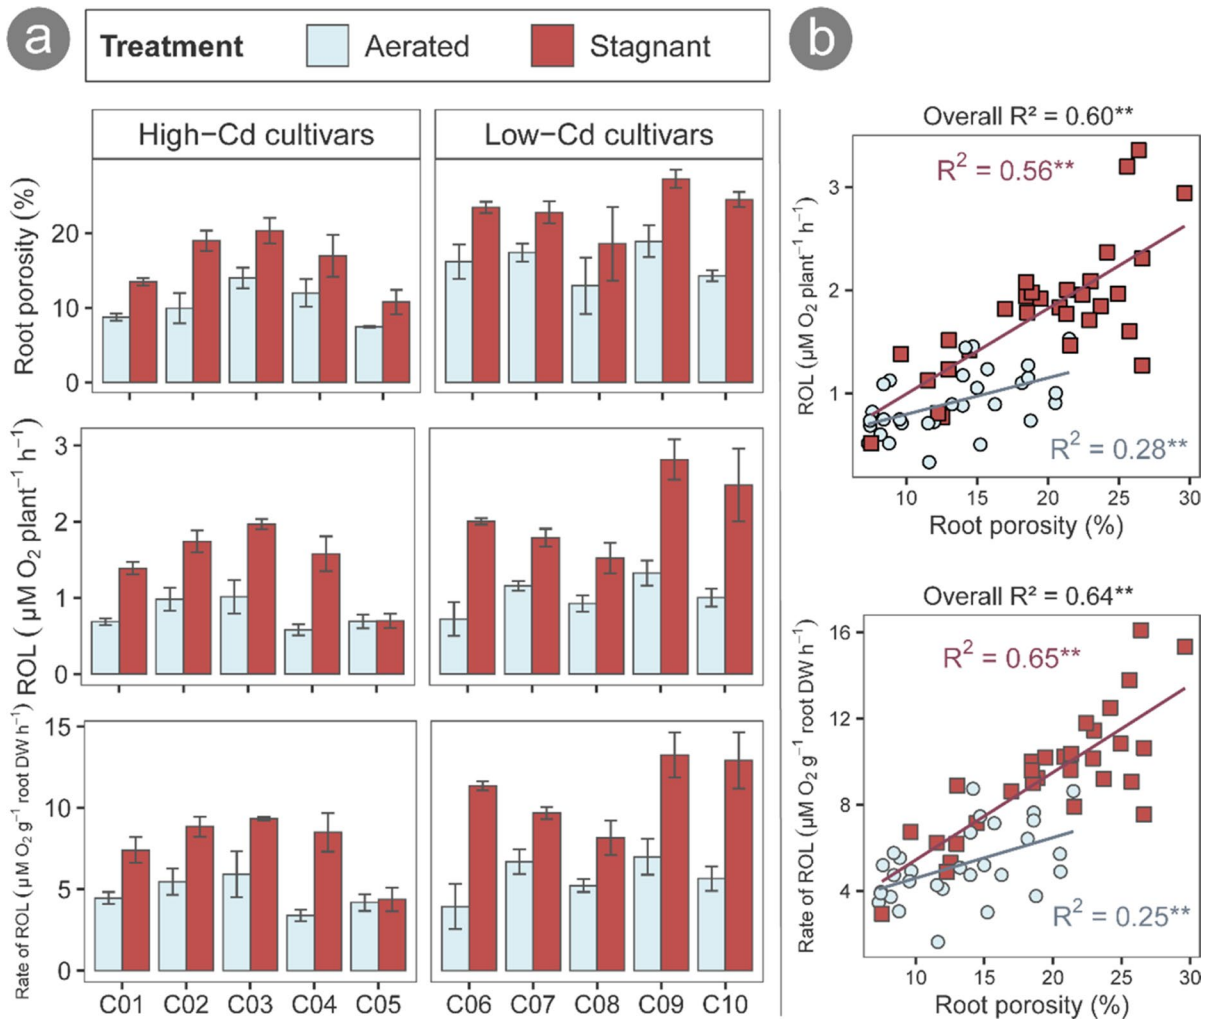 a
Treatment Aerated Stagnant
High−Cd cultivars Low−Cd cultivars
Root porosity (%)
20
10
0
ROL ( µM O₂ plant⁻¹ h⁻¹)
3
2
1
0
Rate of ROL ( µM O₂ g⁻¹ root DW h⁻¹)
15
10
5
0
C01 C02 C03 C04 C05 C06 C07 C08 C09 C10
b
Overall R² = 0.60**
R² = 0.56**
R² = 0.28**
ROL ( µM O₂ plant⁻¹ h⁻¹)
3
2
1
10 15 20 25 30
Root porosity (%)
Overall R² = 0.64**
R² = 0.65**
R² = 0.25**
Rate of ROL ( µM O₂ g⁻¹ root DW h⁻¹)
16
12
8
4
10 15 20 25 30
Root porosity (%)